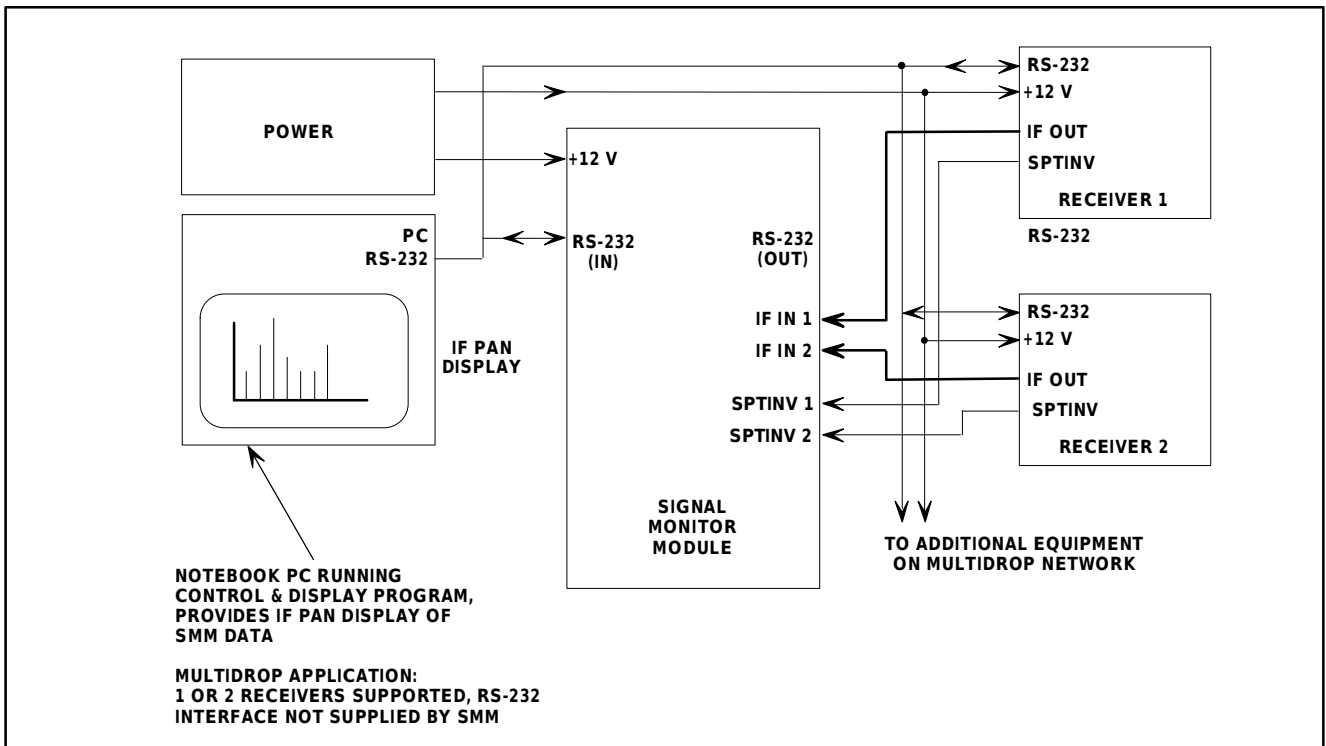 POWER
+12 V
PC
RS-232
RS-232
(IN)
RS-232
(OUT)
IF IN 1
IF IN 2
SPTINV 1
SPTINV 2
SIGNAL
MONITOR
MODULE
IF PAN
DISPLAY
RS-232
+12 V
IF OUT
SPTINV
RECEIVER 1
RS-232
RS-232
+12 V
IF OUT
SPTINV
RECEIVER 2
TO ADDITIONAL EQUIPMENT
ON MULTIDROP NETWORK
NOTEBOOK PC RUNNING
CONTROL & DISPLAY PROGRAM,
PROVIDES IF PAN DISPLAY OF
SMM DATA
MULTIDROP APPLICATION:
1 OR 2 RECEIVERS SUPPORTED, RS-232
INTERFACE NOT SUPPLIED BY SMM